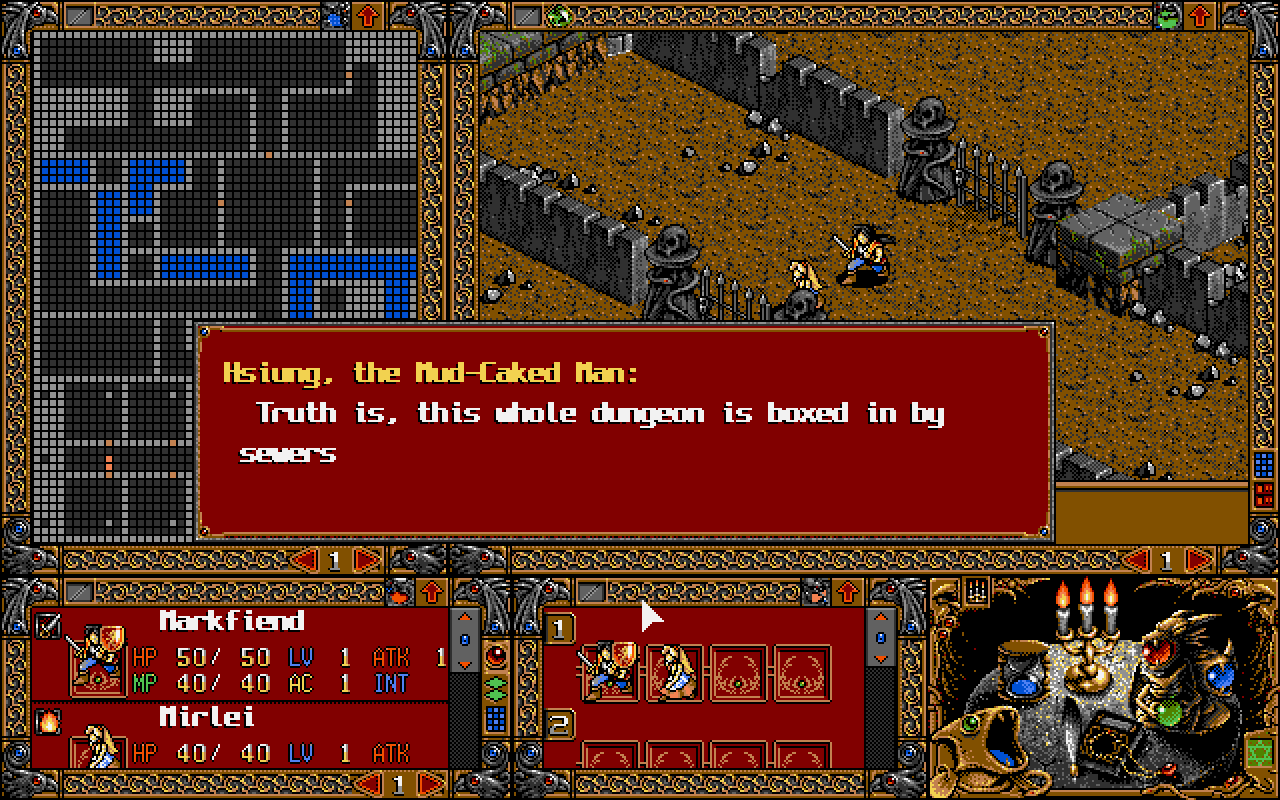 Hsiung, the Mud-Caked Man:
Truth is, this whole dungeon is boxed in by
sewers
1
1
Markfiend
HP 50/ 50 LV 1 ATK 1
MP 40/ 40 AC 1 INT
Mirlei
HP 40/ 40 LV 1 ATK
1
1
2